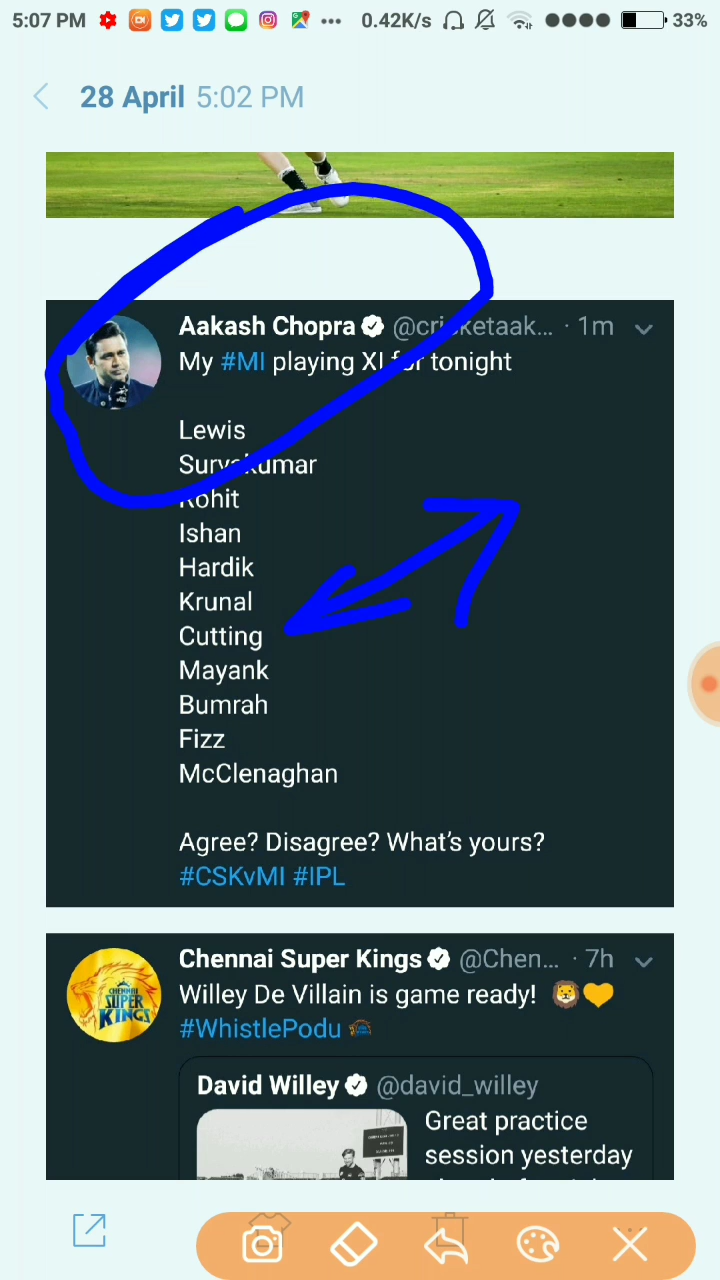 5:07 PM 0.42K/s 33%
28 April 5:02 PM
Aakash Chopra @cricketaak... · 1m
My #MI playing XI for tonight
Lewis
Suryakumar
Rohit
Ishan
Hardik
Krunal
Cutting
Mayank
Bumrah
Fizz
McClenaghan
Agree? Disagree? What's yours?
#CSKvMI #IPL
Chennai Super Kings @Chen... · 7h
Willey De Villain is game ready! 🦁💛
#WhistlePodu
CHENNAI
SUPER
KINGS
David Willey @david_willey
Great practice
session yesterday